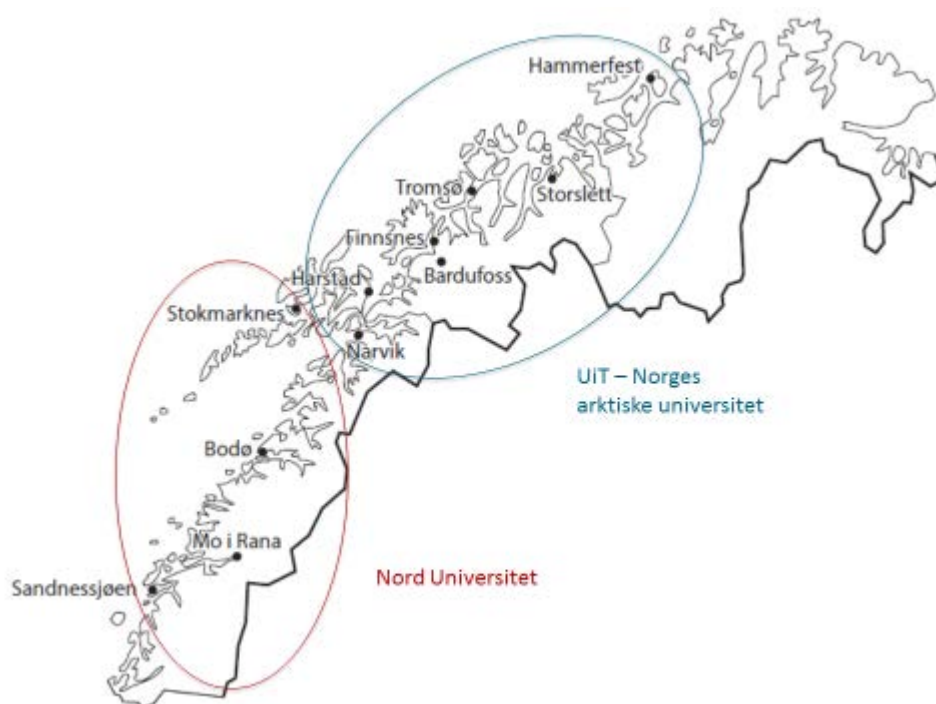 Hammerfest
Tromsø
Storslett
Finnsnes
Bardufoss
Harstad
Stokmarknes
Narvik
UiT – Norges
arktiske universitet
Bodø
Mo i Rana
Nord Universitet
Sandnessjøen